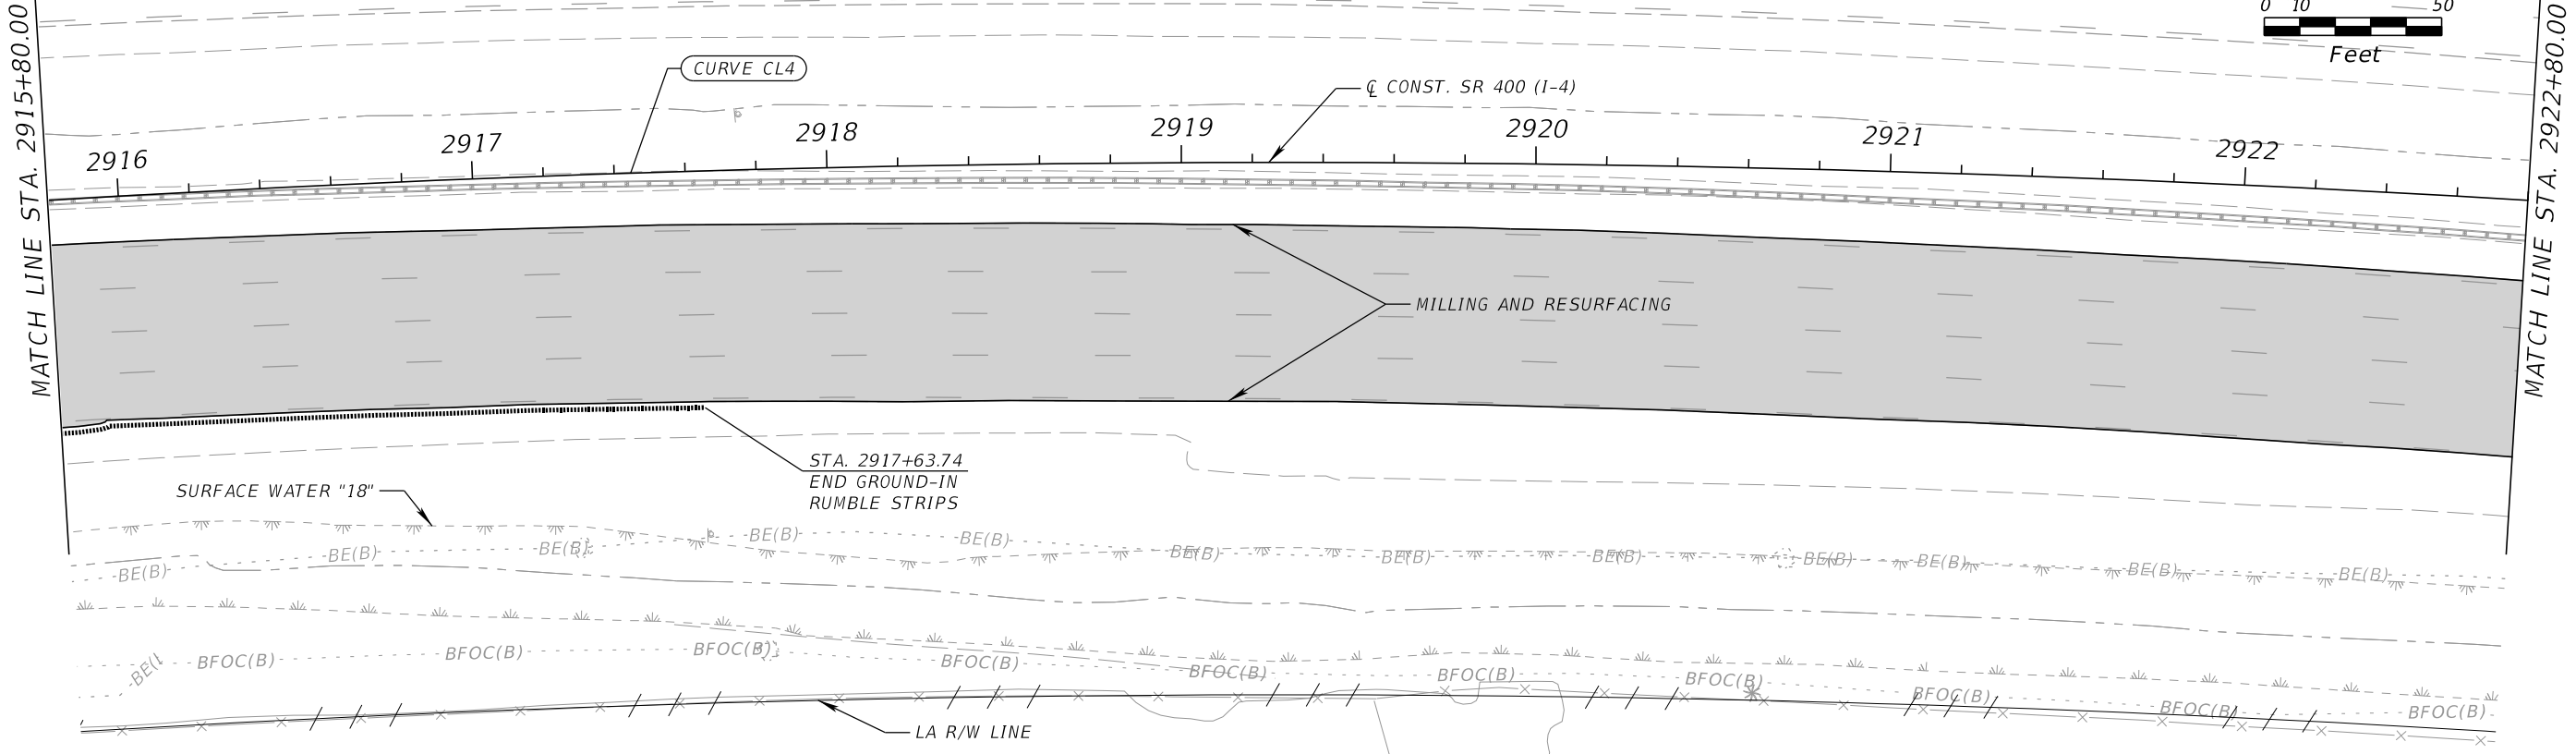 MATCH LINE STA. 2915+80.00
0 10 50
Feet
MATCH LINE STA. 2922+80.00
CURVE CL4
℄ CONST. SR 400 (I-4)
2916 2917 2918 2919 2920 2921 2922
MILLING AND RESURFACING
STA. 2917+63.74
END GROUND-IN
RUMBLE STRIPS
SURFACE WATER "18"
BE(B) BE(B) BE(B) BE(B) BE(B) BE(B) BE(B) BE(B) BE(B) BE(B) BE(B) BE(B)
BFOC(B) BFOC(B) BFOC(B) BFOC(B) BFOC(B) BFOC(B) BFOC(B) BFOC(B) BFOC(B) BFOC(B)
LA R/W LINE